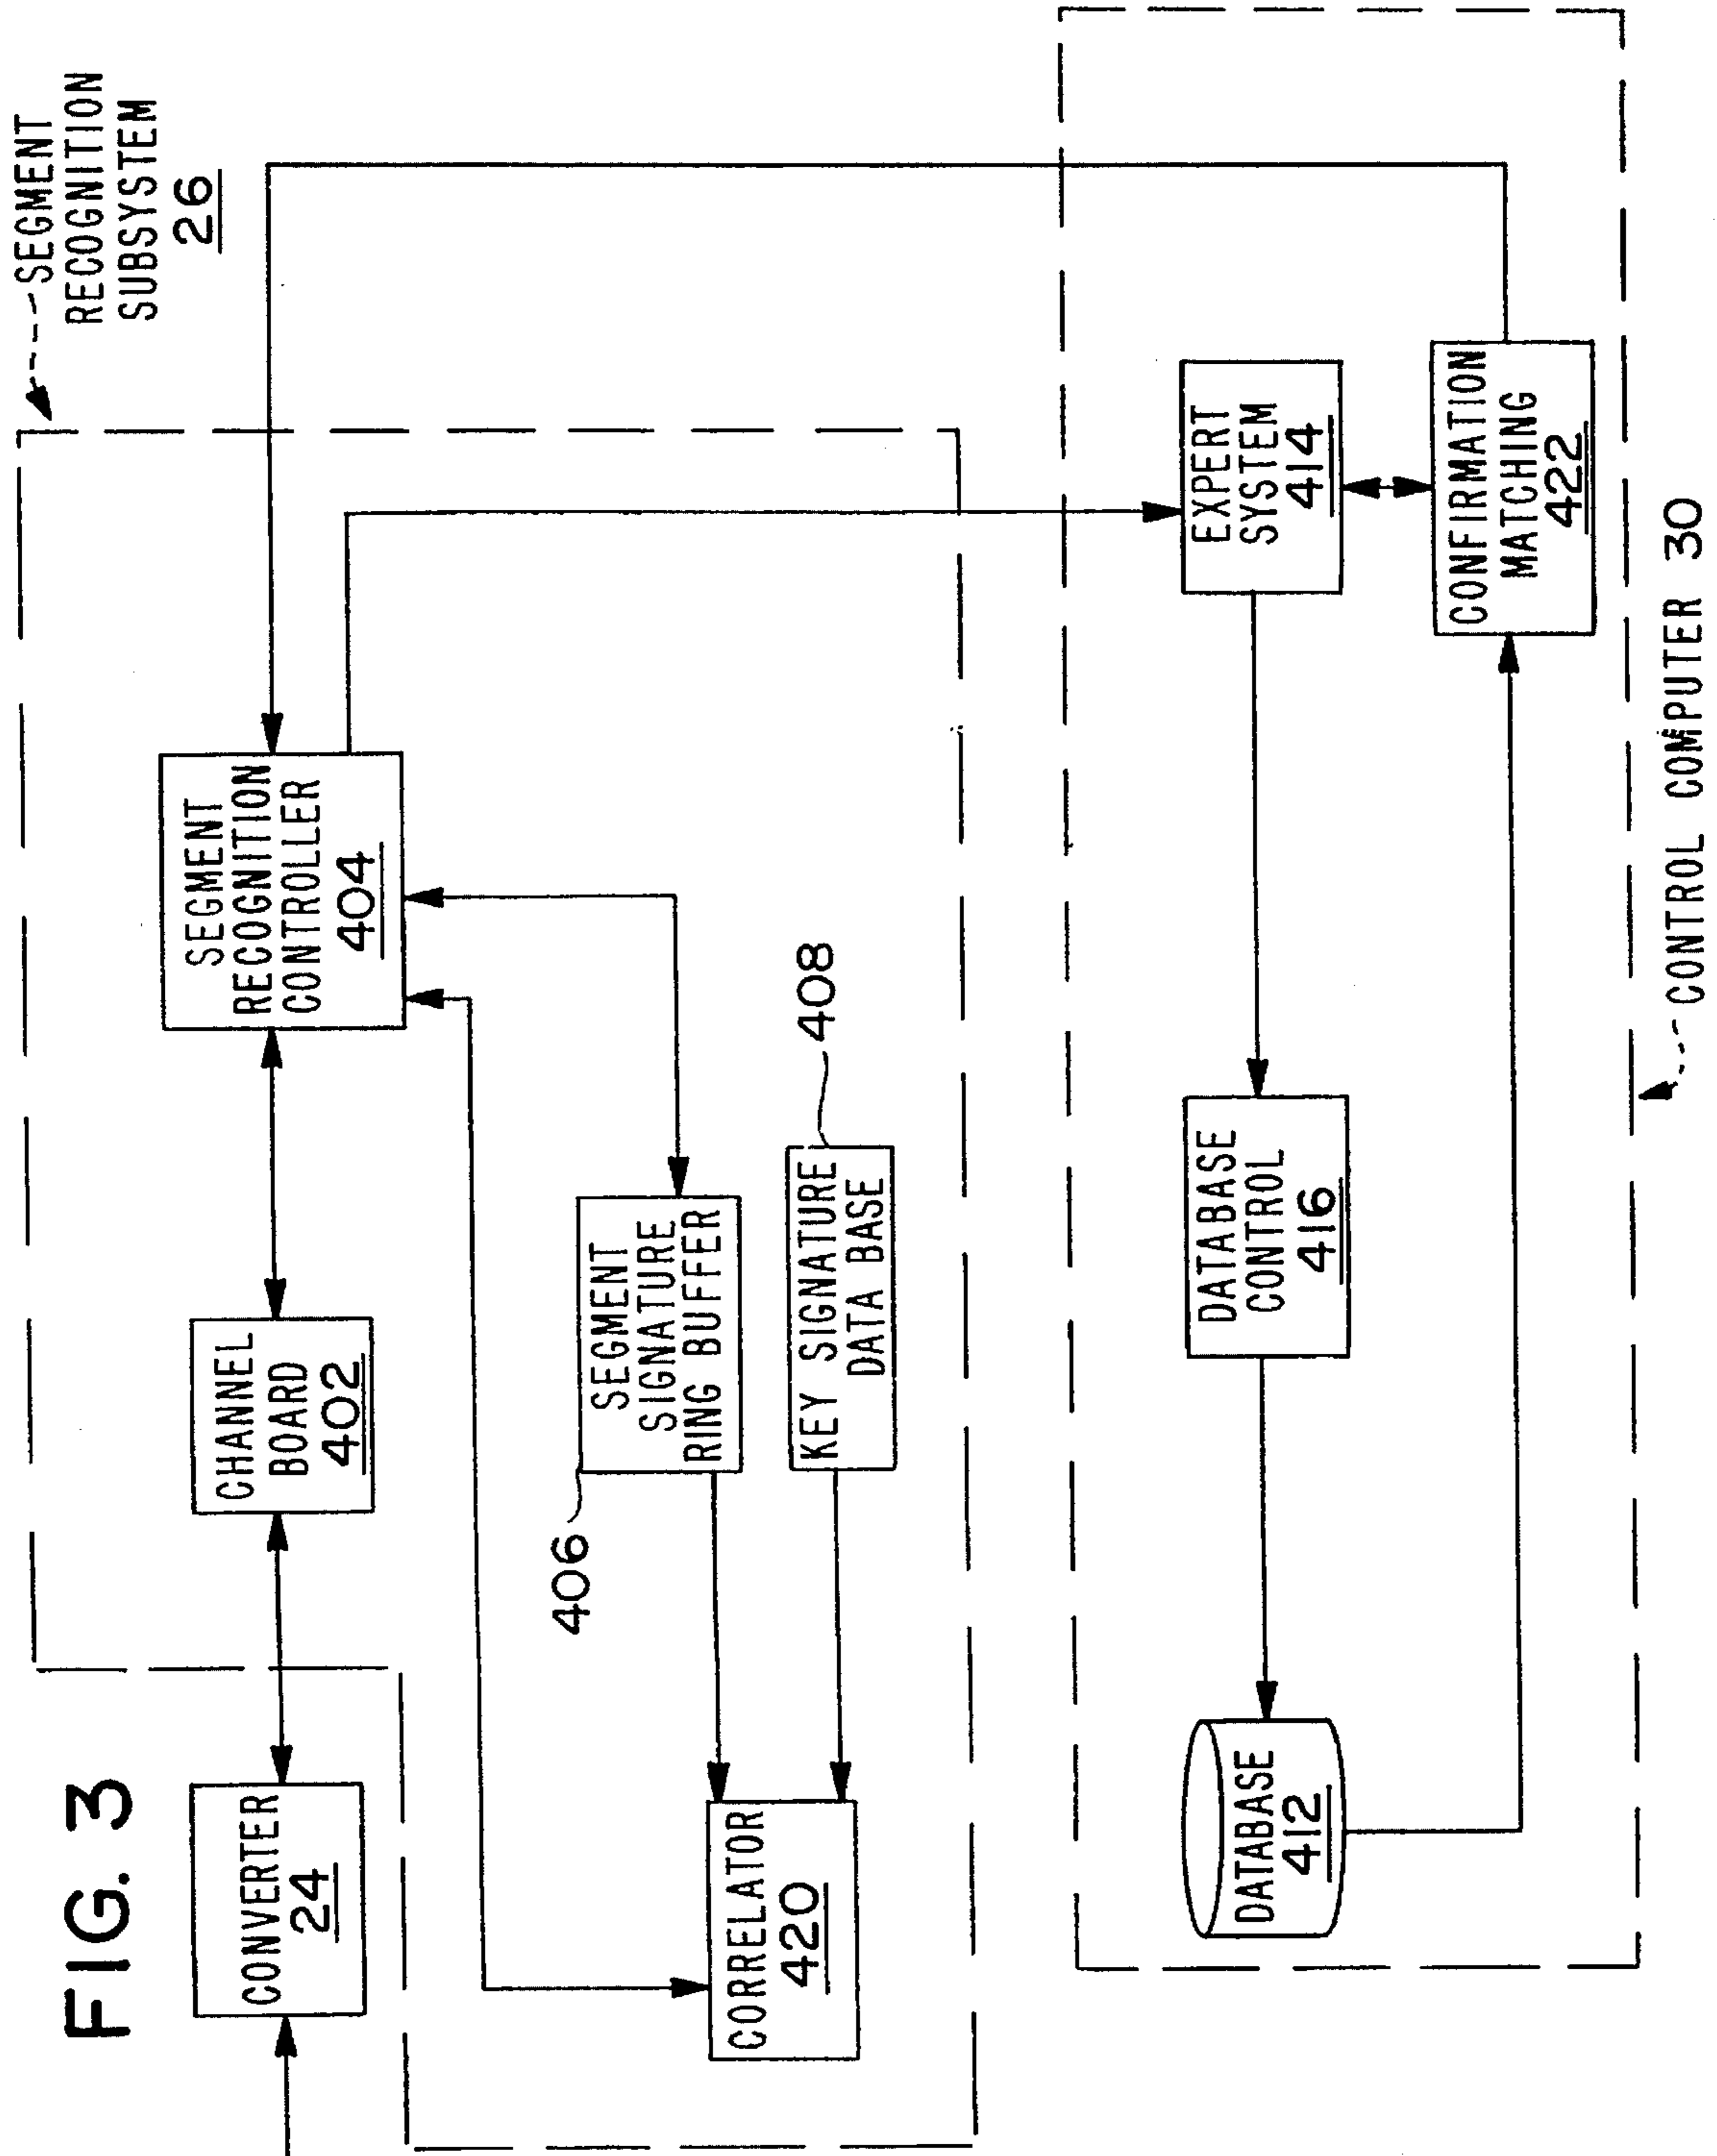 FIG. 3
SEGMENT
RECOGNITION
SUBSYSTEM
26
CONVERTER
24
CHANNEL
BOARD
402
SEGMENT
RECOGNITION
CONTROLLER
404
406
SEGMENT
SIGNATURE
RING BUFFER
408
KEY SIGNATURE
DATA BASE
CORRELATOR
420
DATABASE
412
DATABASE
CONTROL
416
EXPERT
SYSTEM
414
CONFIRMATION
MATCHING
422
CONTROL COMPUTER 30